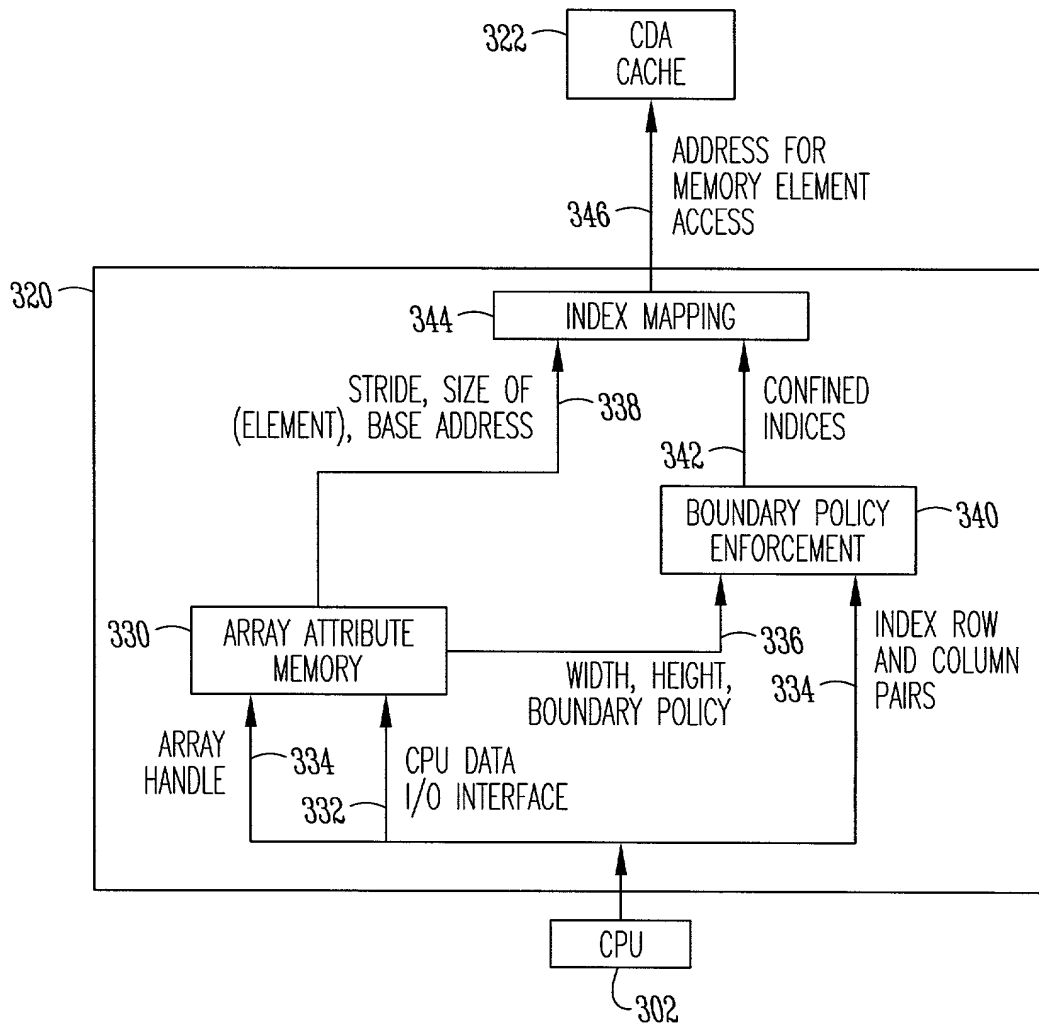 322
CDA
CACHE
ADDRESS FOR
MEMORY ELEMENT
ACCESS
346
320
344
INDEX MAPPING
STRIDE, SIZE OF
(ELEMENT), BASE ADDRESS
338
CONFINED
INDICES
342
BOUNDARY POLICY
ENFORCEMENT
340
330
ARRAY ATTRIBUTE
MEMORY
336
WIDTH, HEIGHT,
BOUNDARY POLICY
334
INDEX ROW
AND COLUMN
PAIRS
ARRAY
HANDLE
334
332
CPU DATA
I/O INTERFACE
CPU
302